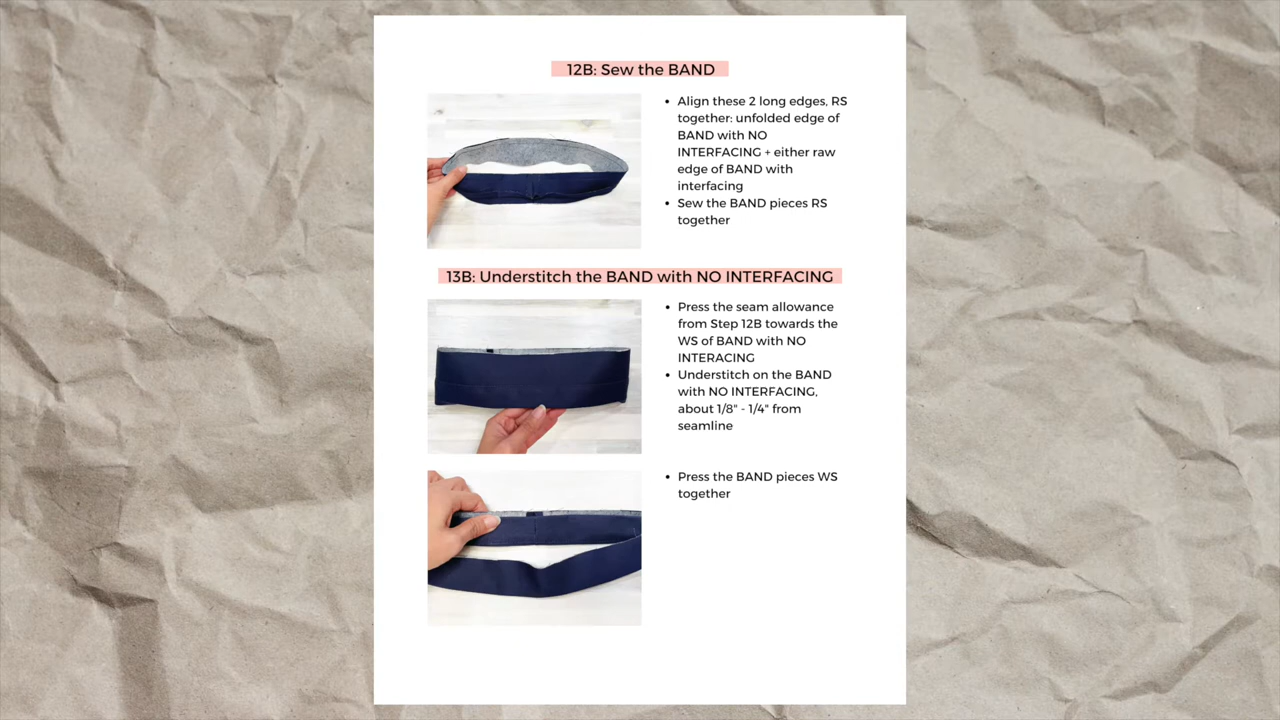 12B: Sew the BAND
• Align these 2 long edges, RS
together: unfolded edge of
BAND with NO
INTERFACING + either raw
edge of BAND with
interfacing
• Sew the BAND pieces RS
together
13B: Understitch the BAND with NO INTERFACING
• Press the seam allowance
from Step 12B towards the
WS of BAND with NO
INTERACING
• Understitch on the BAND
with NO INTERFACING,
about 1/8" - 1/4" from
seamline
• Press the BAND pieces WS
together